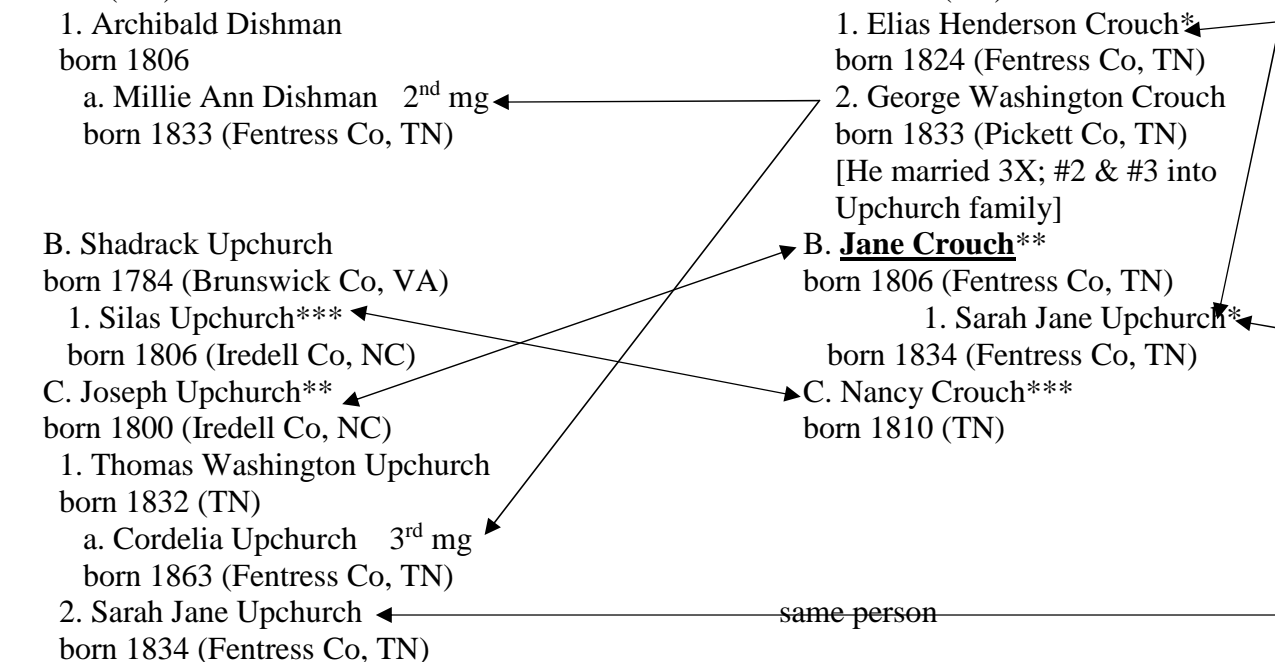 1. Archibald Dishman
born 1806
a. Millie Ann Dishman 2nd mg
born 1833 (Fentress Co, TN)
B. Shadrack Upchurch
born 1784 (Brunswick Co, VA)
1. Silas Upchurch***
born 1806 (Iredell Co, NC)
C. Joseph Upchurch**
born 1800 (Iredell Co, NC)
1. Thomas Washington Upchurch
born 1832 (TN)
a. Cordelia Upchurch 3rd mg
born 1863 (Fentress Co, TN)
2. Sarah Jane Upchurch
born 1834 (Fentress Co, TN)
same person
1. Elias Henderson Crouch*
born 1824 (Fentress Co, TN)
2. George Washington Crouch
born 1833 (Pickett Co, TN)
[He married 3X; #2 & #3 into
Upchurch family]
B. Jane Crouch**
born 1806 (Fentress Co, TN)
1. Sarah Jane Upchurch*
born 1834 (Fentress Co, TN)
C. Nancy Crouch***
born 1810 (TN)